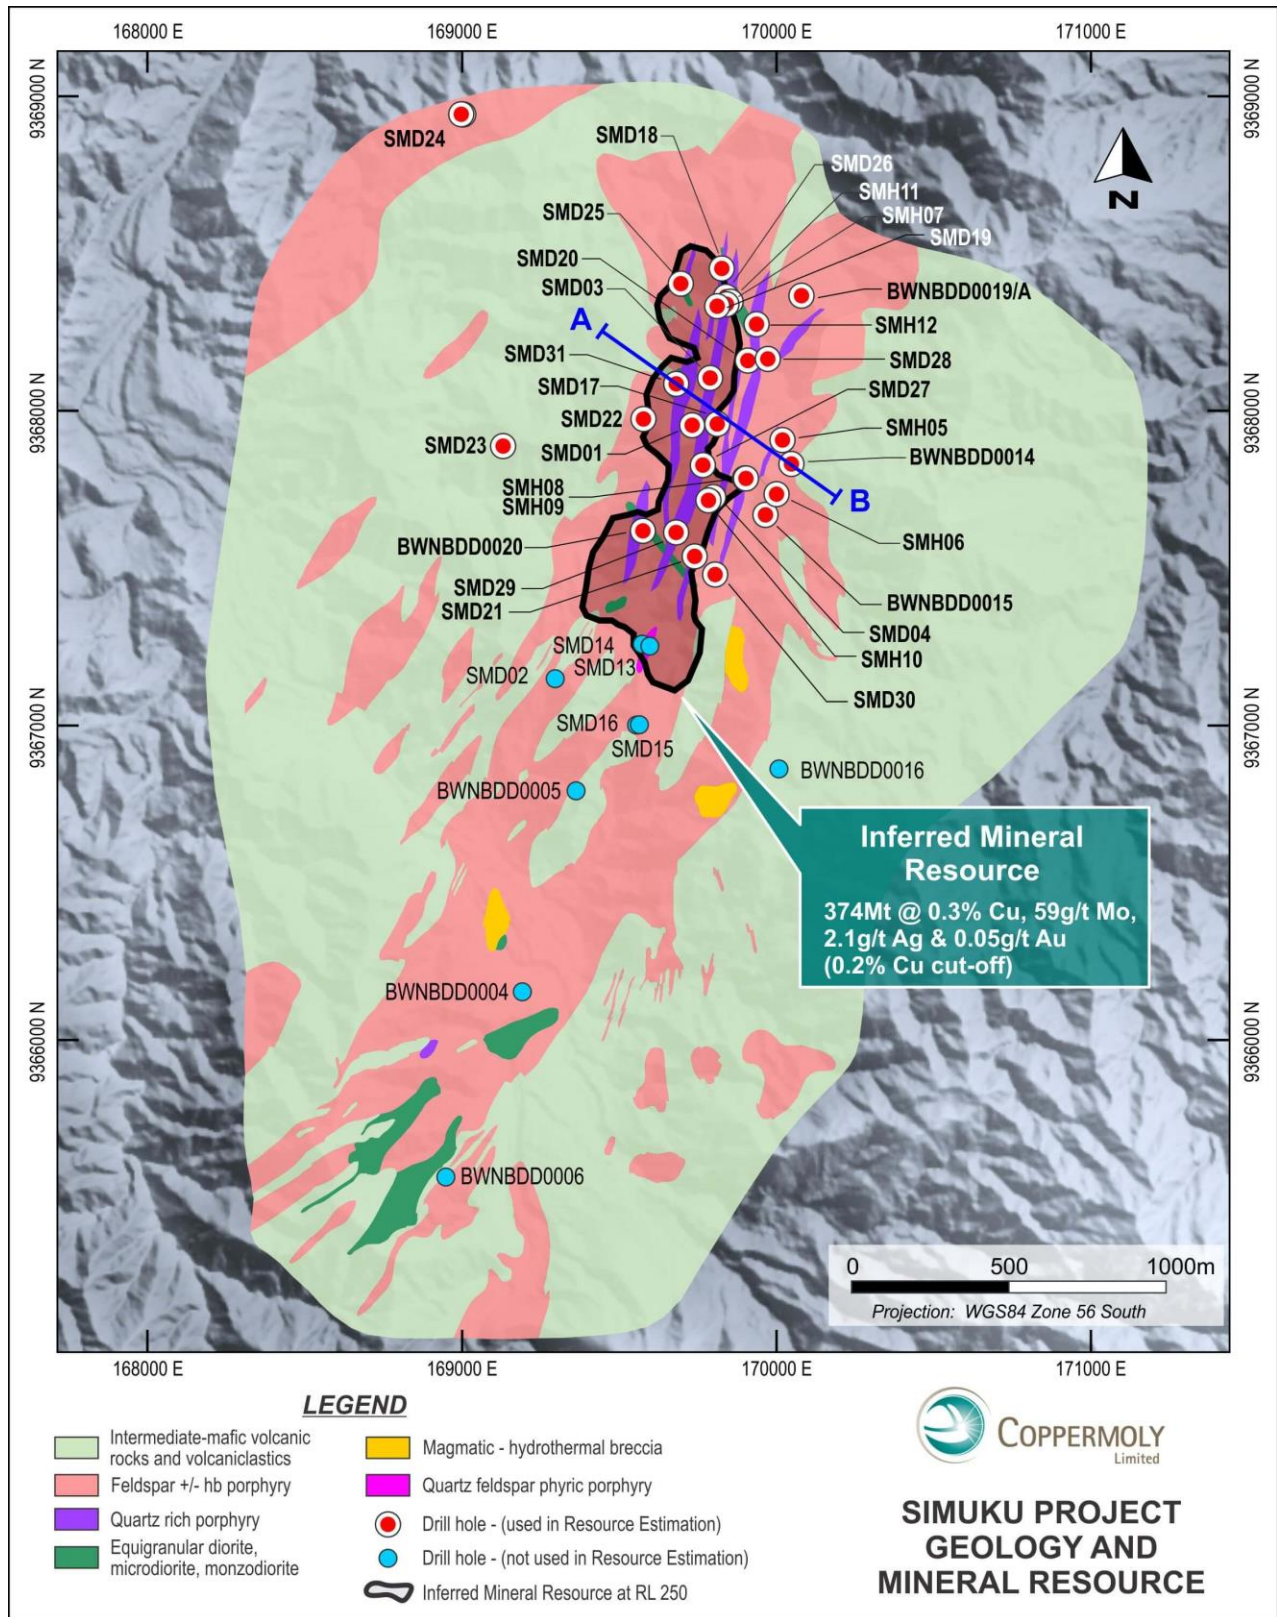 168000 E
169000 E
170000 E
171000 E
9369000 N
9369000 N
SMD24
SMD18
SMD26
SMH11
SMH07
SMD19
SMD25
SMD20
SMD03
N
BWNBDD0019/A
SMH12
A
SMD31
SMD28
SMD17
SMD27
9368000 N
9368000 N
SMD22
SMH05
SMD23
SMD01
BWNBDD0014
SMH08
SMH09
B
BWNBDD0020
SMH06
SMD29
SMD21
BWNBDD0015
SMD04
SMH10
SMD14
SMD13
SMD02
SMD30
9367000 N
9367000 N
SMD16
SMD15
BWNBDD0016
BWNBDD0005
Inferred Mineral
Resource
374Mt @ 0.3% Cu, 59g/t Mo,
2.1g/t Ag & 0.05g/t Au
(0.2% Cu cut-off)
BWNBDD0004
9366000 N
9366000 N
BWNBDD0006
0 500 1000m
Projection: WGS84 Zone 56 South
168000 E
169000 E
170000 E
171000 E
LEGEND
Intermediate-mafic volcanic
rocks and volcaniclastics
Feldspar +/- hb porphyry
Quartz rich porphyry
Equigranular diorite,
microdiorite, monzodiorite
Magmatic - hydrothermal breccia
Quartz feldspar phyric porphyry
Drill hole - (used in Resource Estimation)
Drill hole - (not used in Resource Estimation)
Inferred Mineral Resource at RL 250
COPPERMOLY
Limited
SIMUKU PROJECT
GEOLOGY AND
MINERAL RESOURCE